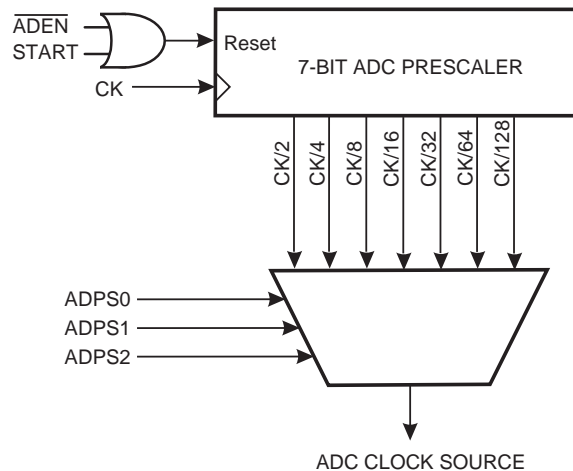 ADEN
START
Reset
7-BIT ADC PRESCALER
CK
CK/2
CK/4
CK/8
CK/16
CK/32
CK/64
CK/128
ADPS0
ADPS1
ADPS2
ADC CLOCK SOURCE